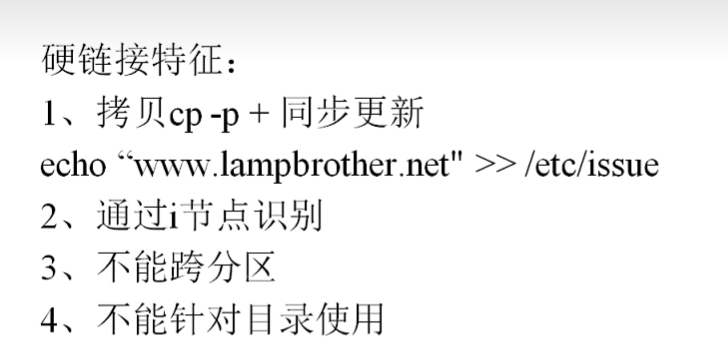 硬链接特征：
1、拷贝cp -p + 同步更新
echo “www.lampbrother.net" >> /etc/issue
2、通过i节点识别
3、不能跨分区
4、不能针对目录使用